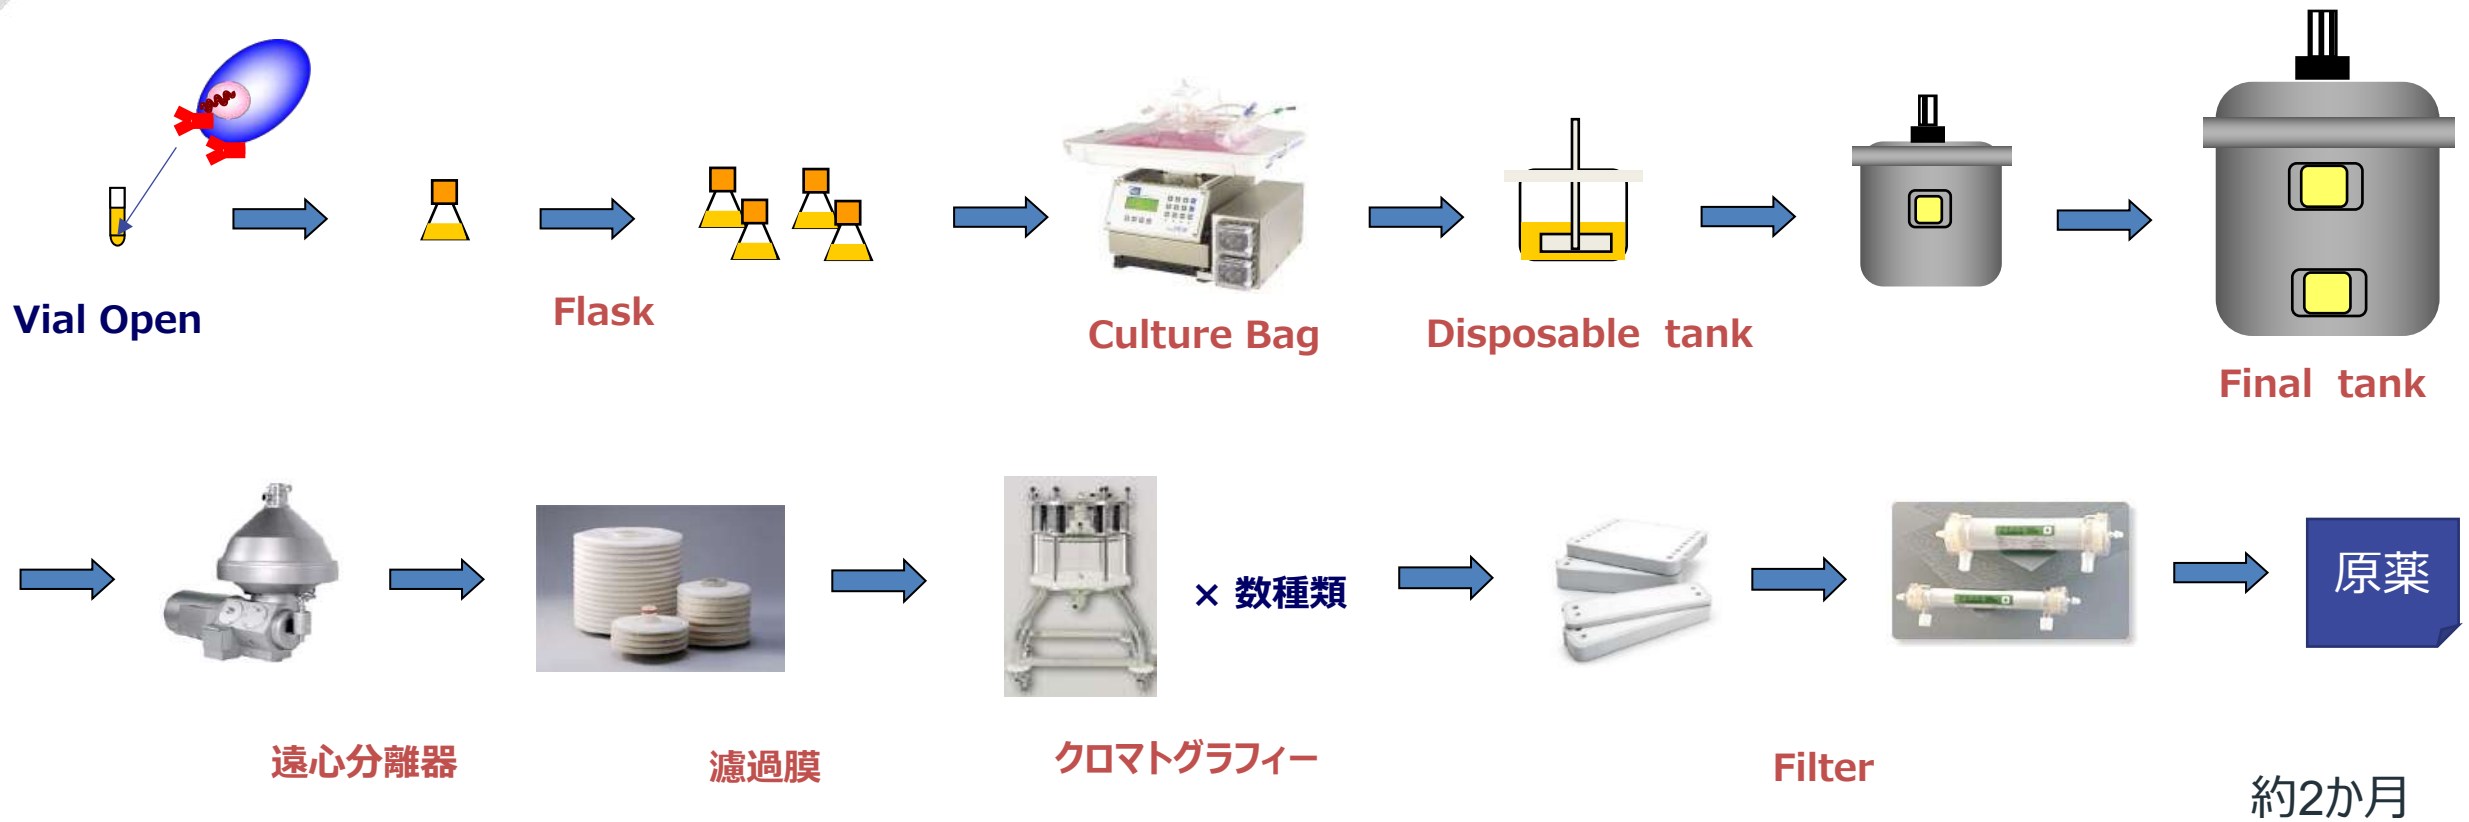 Vial Open
Flask
Culture Bag
Disposable tank
Final tank
× 数種類
原薬
遠心分離器
濾過膜
クロマトグラフィー
Filter
約2か月